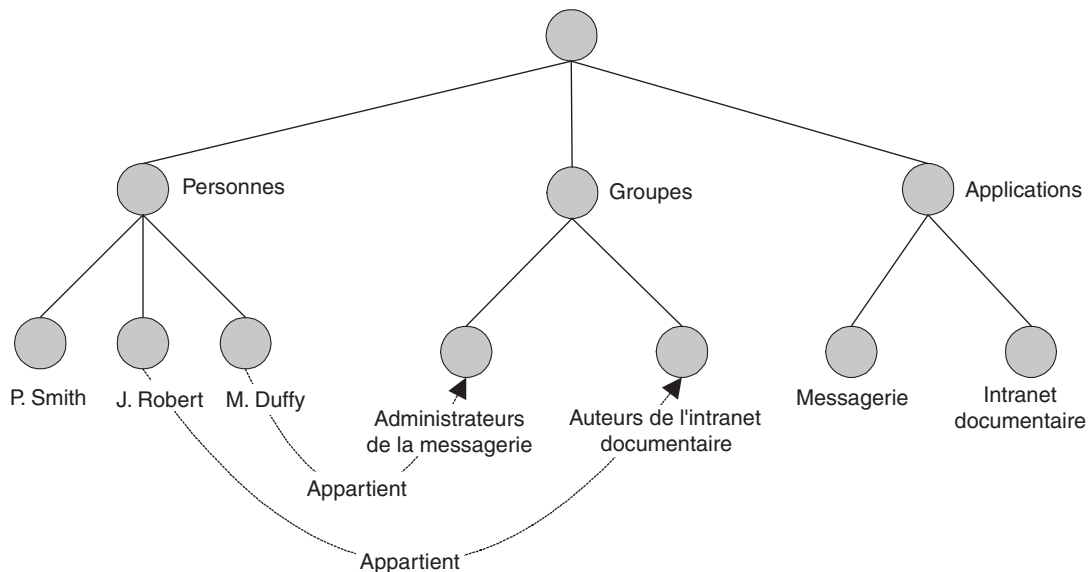 Personnes
Groupes
Applications
P. Smith
J. Robert
M. Duffy
Administrateurs
de la messagerie
Auteurs de l'intranet
documentaire
Messagerie
Intranet
documentaire
Appartient
Appartient